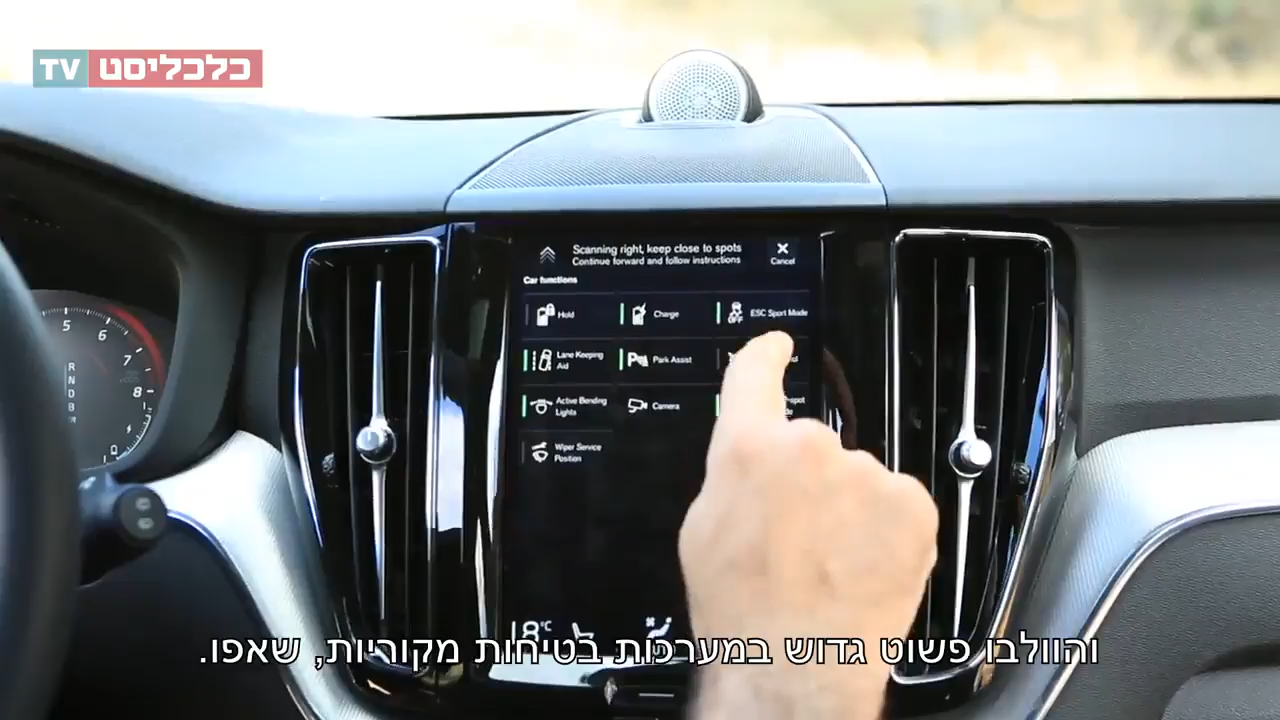 כלכליסט TV
Scanning right, keep close to spots
Continue forward and follow instructions
Cancel
Car functions
Hold
Charge
ESC Sport Mode
OFF
Lane Keeping
Aid
Park Assist
Active Bending
Lights
Camera
Wiper Service
Position
5
6
7
8
R
N
D
B
°C
והוולבו פשוט גדוש במערכות בטיחות מקוריות, שאפו.